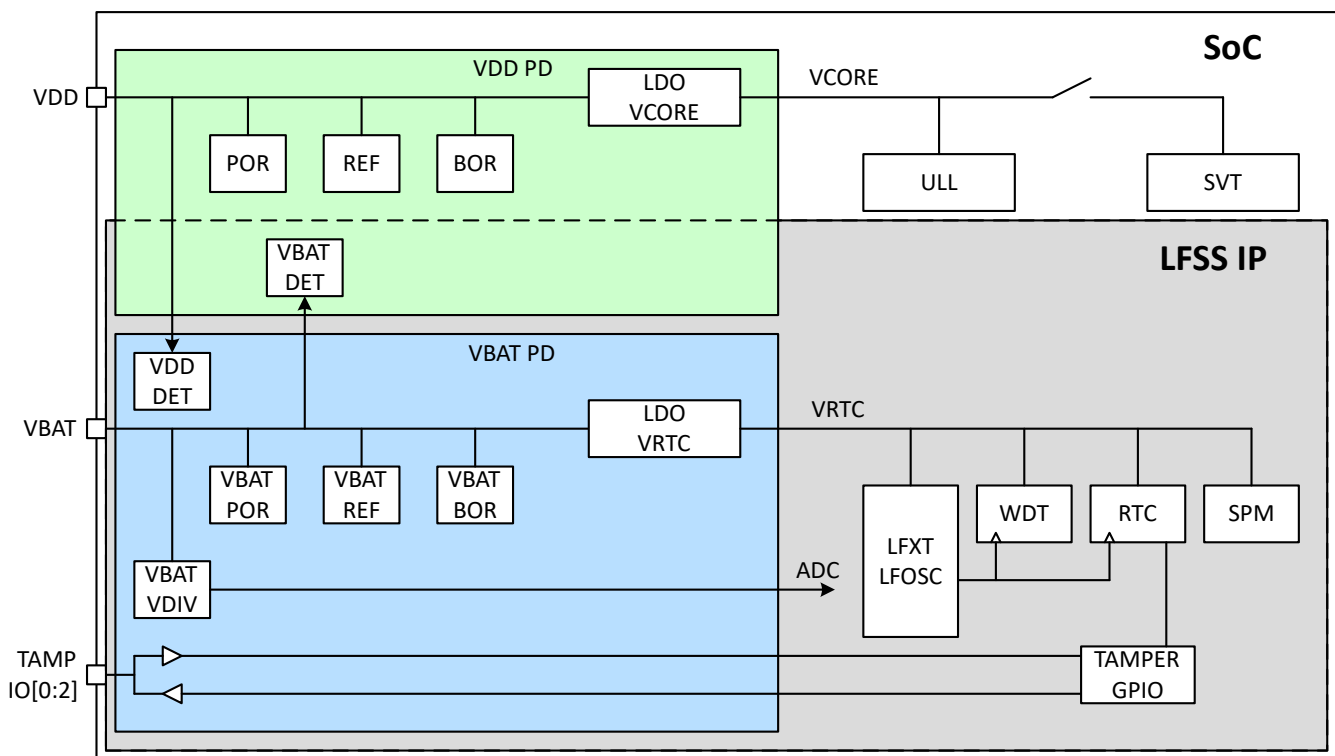 SoC
VDD PD
VDD
LDO
VCORE
VCORE
POR
REF
BOR
ULL
SVT
VBAT
DET
LFSS IP
VBAT PD
VDD
DET
VBAT
LDO
VRTC
VRTC
VBAT
POR
VBAT
REF
VBAT
BOR
LFXT
LFOSC
WDT
RTC
SPM
VBAT
VDIV
ADC
TAMP
IO[0:2]
TAMPER
GPIO